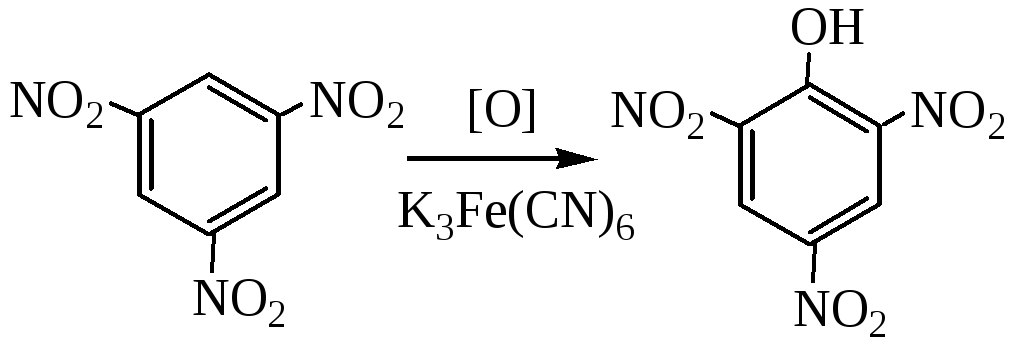 OH
NO₂ NO₂ [O] NO₂ NO₂
K₃Fe(CN)₆
NO₂ NO₂